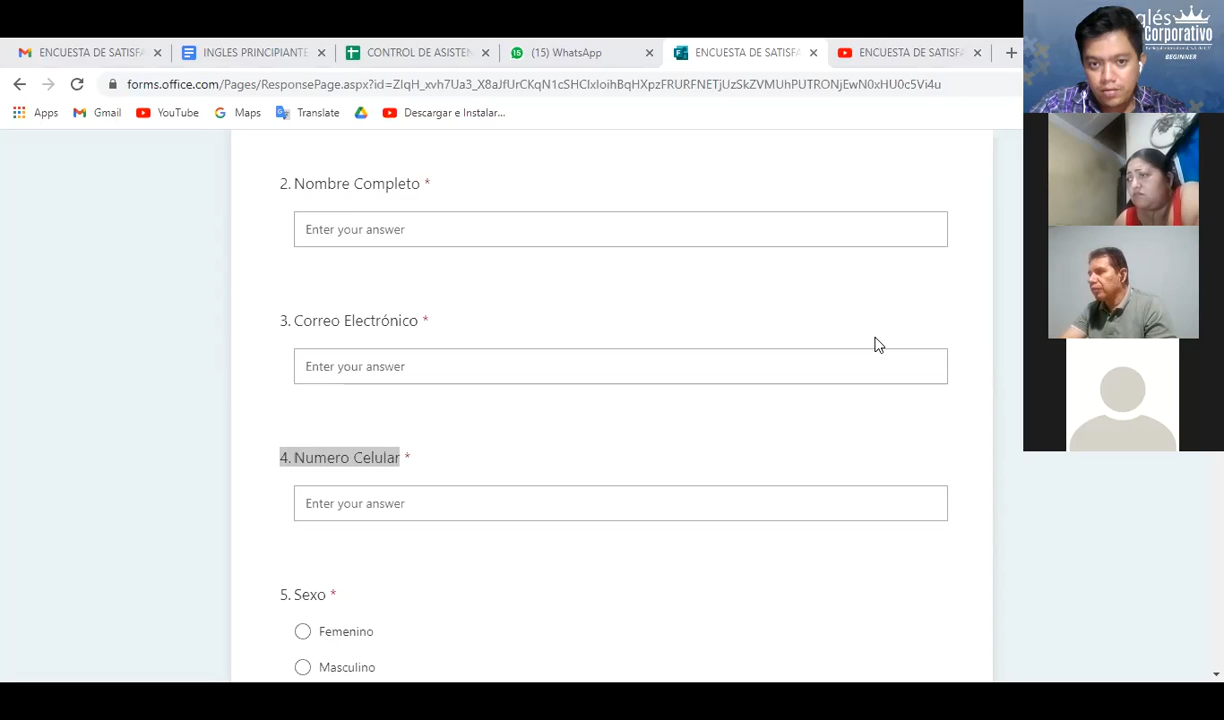 ENCUESTA DE SATISFA
INGLES PRINCIPIANTE
CONTROL DE ASISTEN
(15) WhatsApp
ENCUESTA DE SATISFA
ENCUESTA DE SATISFA
forms.office.com/Pages/ResponsePage.aspx?id=ZIqH_xvh7Ua3_X8aJfUrCKqN1cSHCIxIoihBqHXpzFRURFNETjUzSkZVMUhPUTRONjEwN0xHU0c5Vi4u
Apps
Gmail
YouTube
Maps
Translate
Descargar e Instalar...
glés
Corporativo
BEGINNER
2. Nombre Completo *
Enter your answer
3. Correo Electrónico *
Enter your answer
4. Numero Celular *
Enter your answer
5. Sexo *
Femenino
Masculino